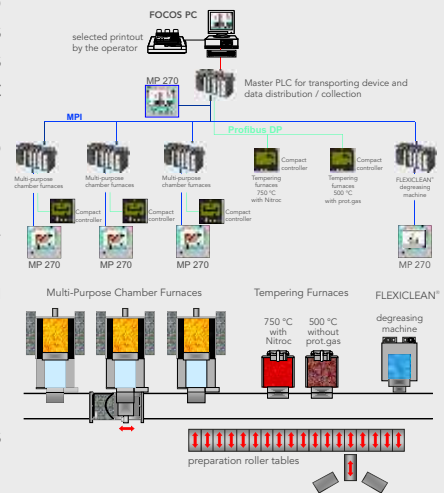 FOCOS PC
selected printout
by the operator
MP 270
Master PLC for transporting device and
data distribution / collection
MPI
Profibus DP
Multi-purpose
chamber furnaces
Multi-purpose
chamber furnaces
Multi-purpose
chamber furnaces
Compact
controller
Compact
controller
Compact
controller
Tempering
furnaces
750 °C
with Nitroc
Compact
controller
Tempering
furnaces
500 °C
with prot.gas
Compact
controller
FLEXICLEAN®
degreasing
machine
MP 270
MP 270
MP 270
MP 270
Multi-Purpose Chamber Furnaces
Tempering Furnaces
FLEXICLEAN®
750 °C
with
Nitroc
500 °C
without
prot.gas
degreasing
machine
preparation roller tables